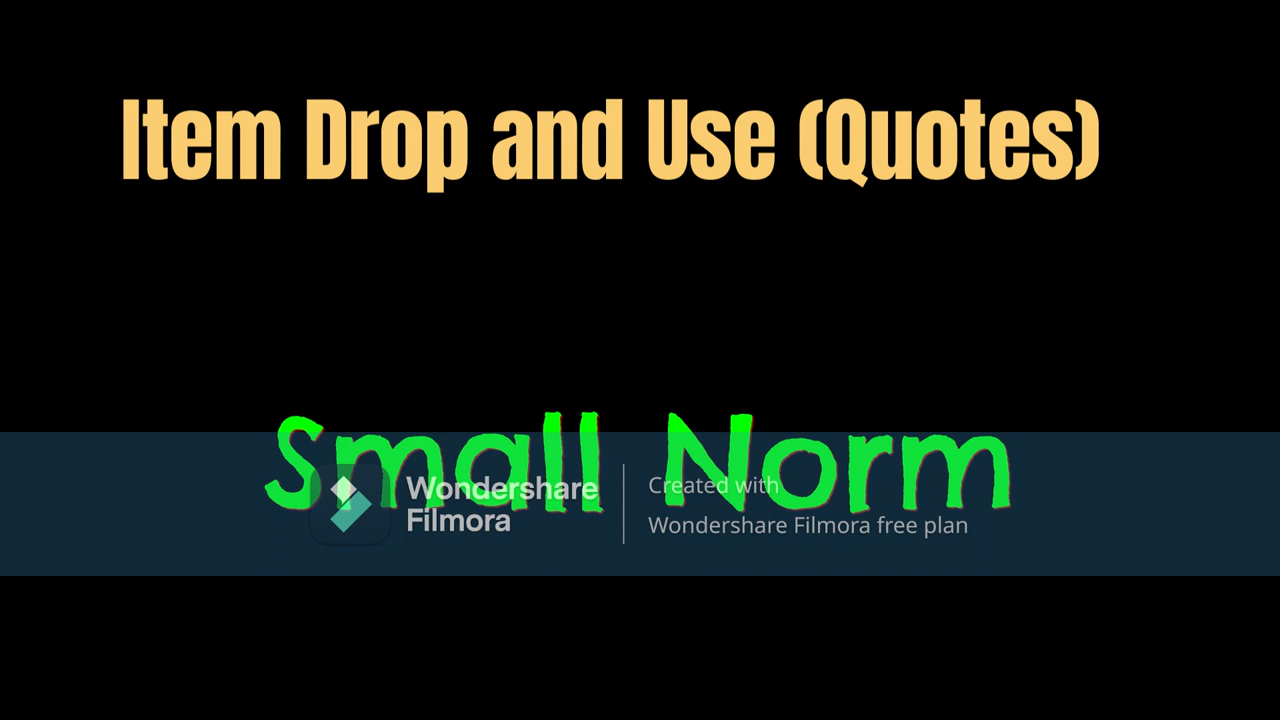 Item Drop and Use (Quotes)
Small Norm
Wondershare
Filmora
Created with
Wondershare Filmora free plan